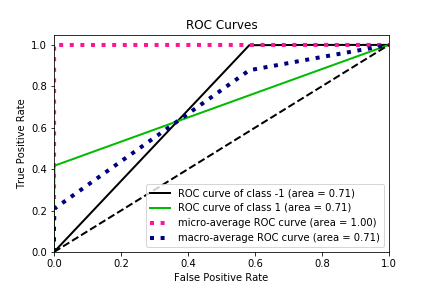 ROC Curves
True Positive Rate
1.0
0.8
0.6
0.4
0.2
0.0
ROC curve of class -1 (area = 0.71)
ROC curve of class 1 (area = 0.71)
micro-average ROC curve (area = 1.00)
macro-average ROC curve (area = 0.71)
0.0 0.2 0.4 0.6 0.8 1.0
False Positive Rate